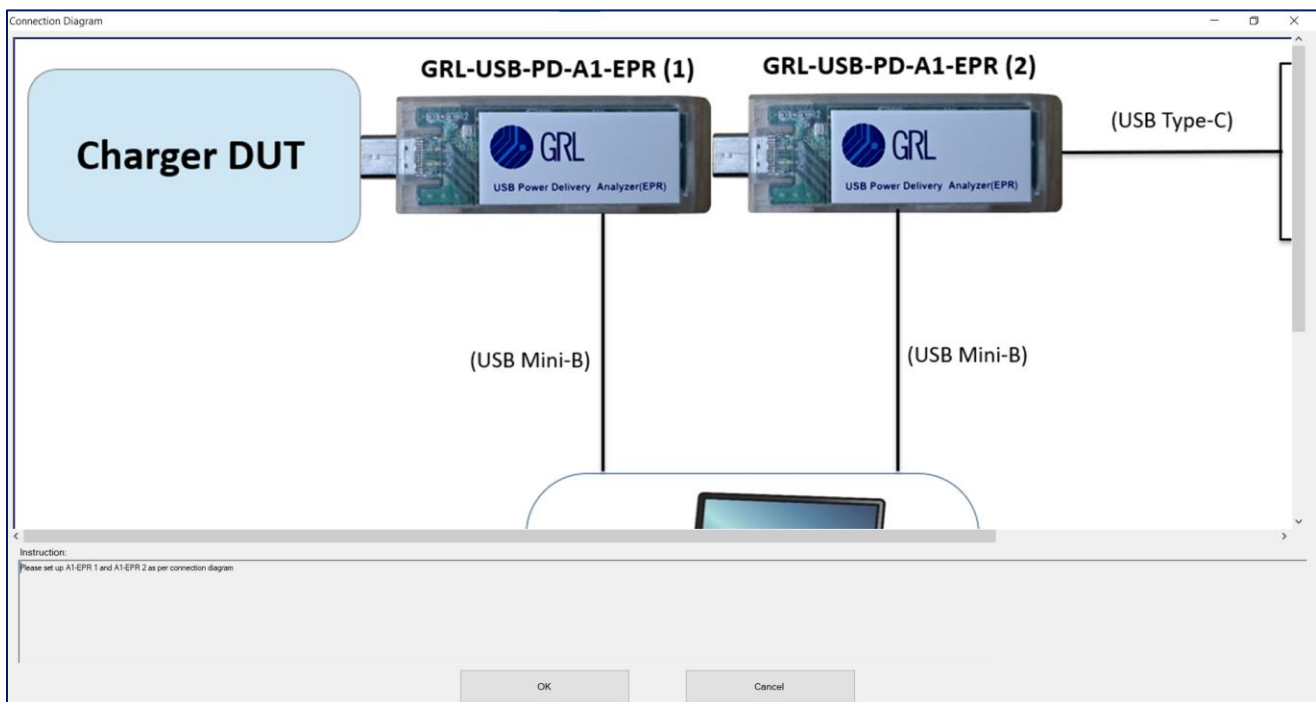 Connection Diagram
GRL-USB-PD-A1-EPR (1)
GRL-USB-PD-A1-EPR (2)
Charger DUT
GRL
USB Power Delivery Analyzer(EPR)
GRL
USB Power Delivery Analyzer(EPR)
(USB Type-C)
(USB Mini-B)
(USB Mini-B)
Instruction:
Please set up A1-EPR 1 and A1-EPR 2 as per connection diagram
OK
Cancel